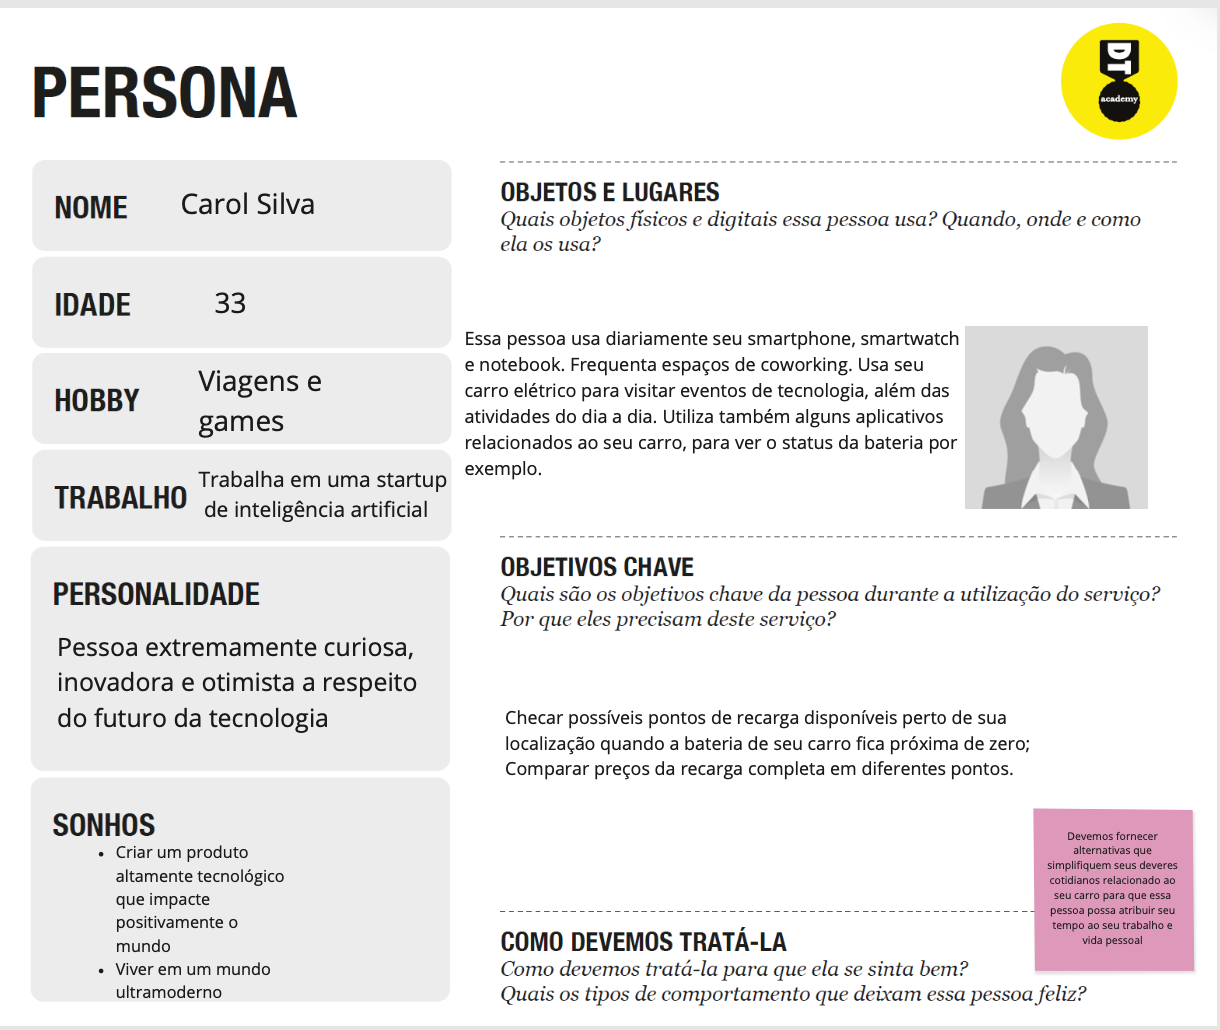 PERSONA
DT
academy
NOME
Carol Silva
IDADE
33
HOBBY
Viagens e
games
TRABALHO
Trabalha em uma startup
de inteligência artificial
PERSONALIDADE
Pessoa extremamente curiosa,
inovadora e otimista a respeito
do futuro da tecnologia
SONHOS
• Criar um produto
altamente tecnológico
que impacte
positivamente o
mundo
• Viver em um mundo
ultramoderno
OBJETOS E LUGARES
Quais objetos físicos e digitais essa pessoa usa? Quando, onde e como
ela os usa?
Essa pessoa usa diariamente seu smartphone, smartwatch
e notebook. Frequenta espaços de coworking. Usa seu
carro elétrico para visitar eventos de tecnologia, além das
atividades do dia a dia. Utiliza também alguns aplicativos
relacionados ao seu carro, para ver o status da bateria por
exemplo.
OBJETIVOS CHAVE
Quais são os objetivos chave da pessoa durante a utilização do serviço?
Por que eles precisam deste serviço?
Checar possíveis pontos de recarga disponíveis perto de sua
localização quando a bateria de seu carro fica próxima de zero;
Comparar preços da recarga completa em diferentes pontos.
COMO DEVEMOS TRATÁ-LA
Como devemos tratá-la para que ela se sinta bem?
Quais os tipos de comportamento que deixam essa pessoa feliz?
Devemos fornecer
alternativas que
simplifiquem seus deveres
cotidianos relacionado ao
seu carro para que essa
pessoa possa atribuir seu
tempo ao seu trabalho e
vida pessoal